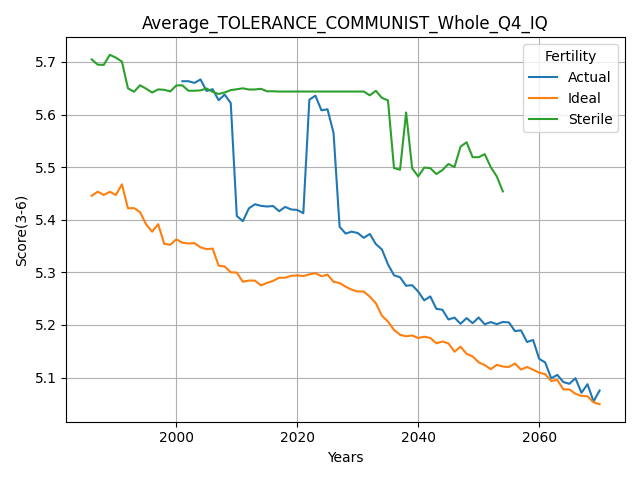 Average_TOLERANCE_COMMUNIST_Whole_Q4_IQ
Fertility
Actual
Ideal
Sterile
Score(3-6)
5.7
5.6
5.5
5.4
5.3
5.2
5.1
2000
2020
2040
2060
Years